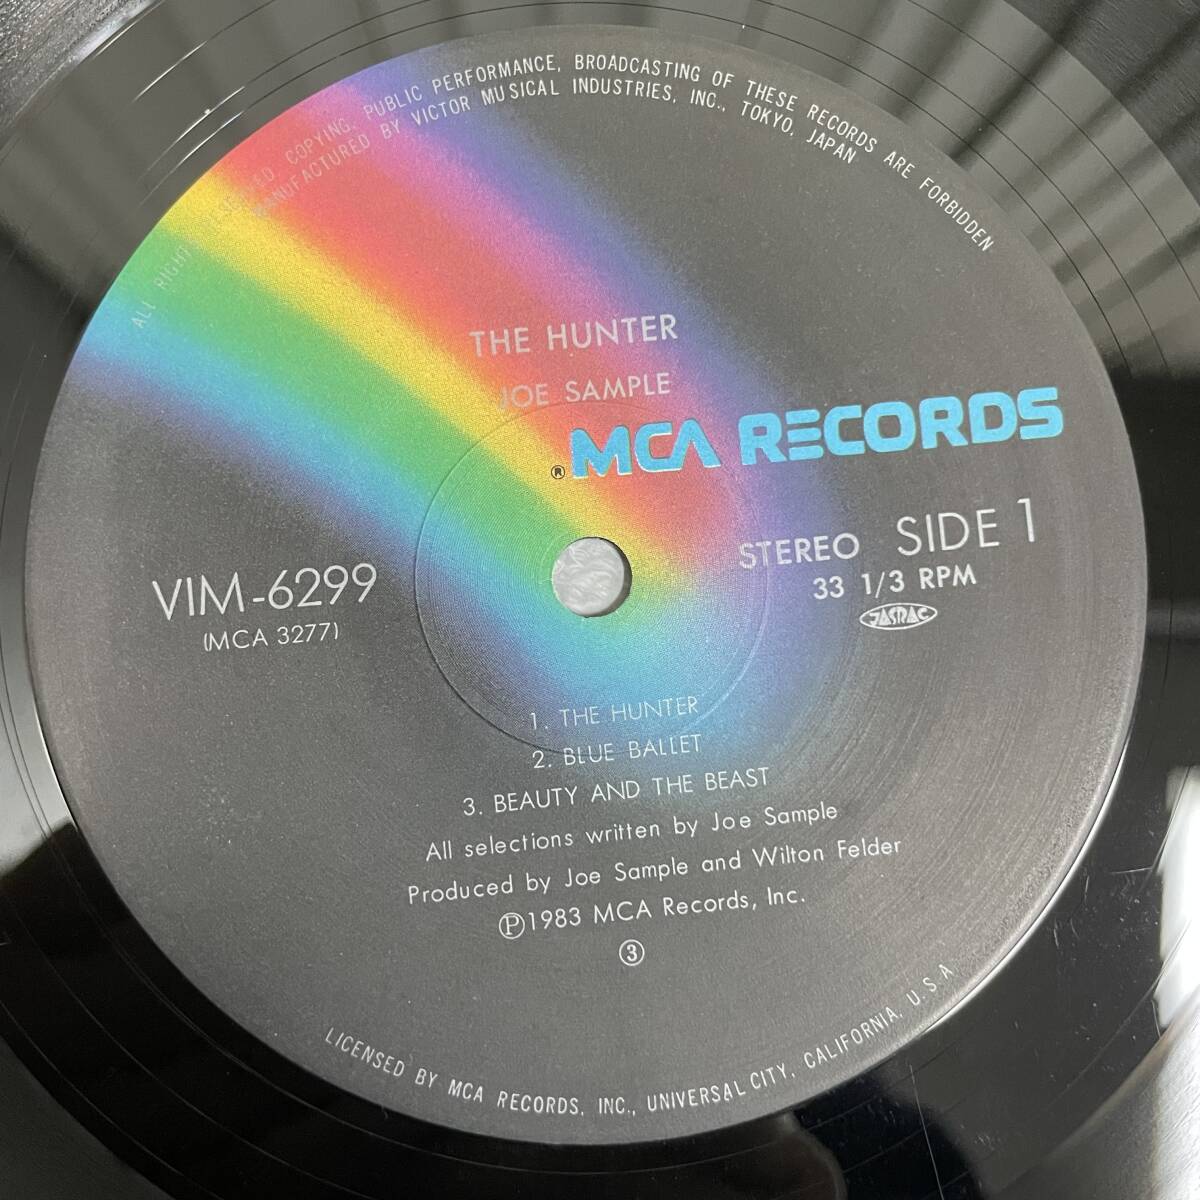 ALL RIGHTS RESERVED. COPYING, PUBLIC PERFORMANCE, BROADCASTING OF THESE RECORDS ARE FORBIDDEN
MANUFACTURED BY VICTOR MUSICAL INDUSTRIES, INC., TOKYO, JAPAN
THE HUNTER
JOE SAMPLE
® MCA RECORDS
STEREO SIDE 1
33 1/3 RPM
JASRAC
VIM-6299
(MCA 3277)
1. THE HUNTER
2. BLUE BALLET
3. BEAUTY AND THE BEAST
All selections written by Joe Sample
Produced by Joe Sample and Wilton Felder
Ⓟ1983 MCA Records, Inc.
③
LICENSED BY MCA RECORDS, INC., UNIVERSAL CITY, CALIFORNIA, U.S.A